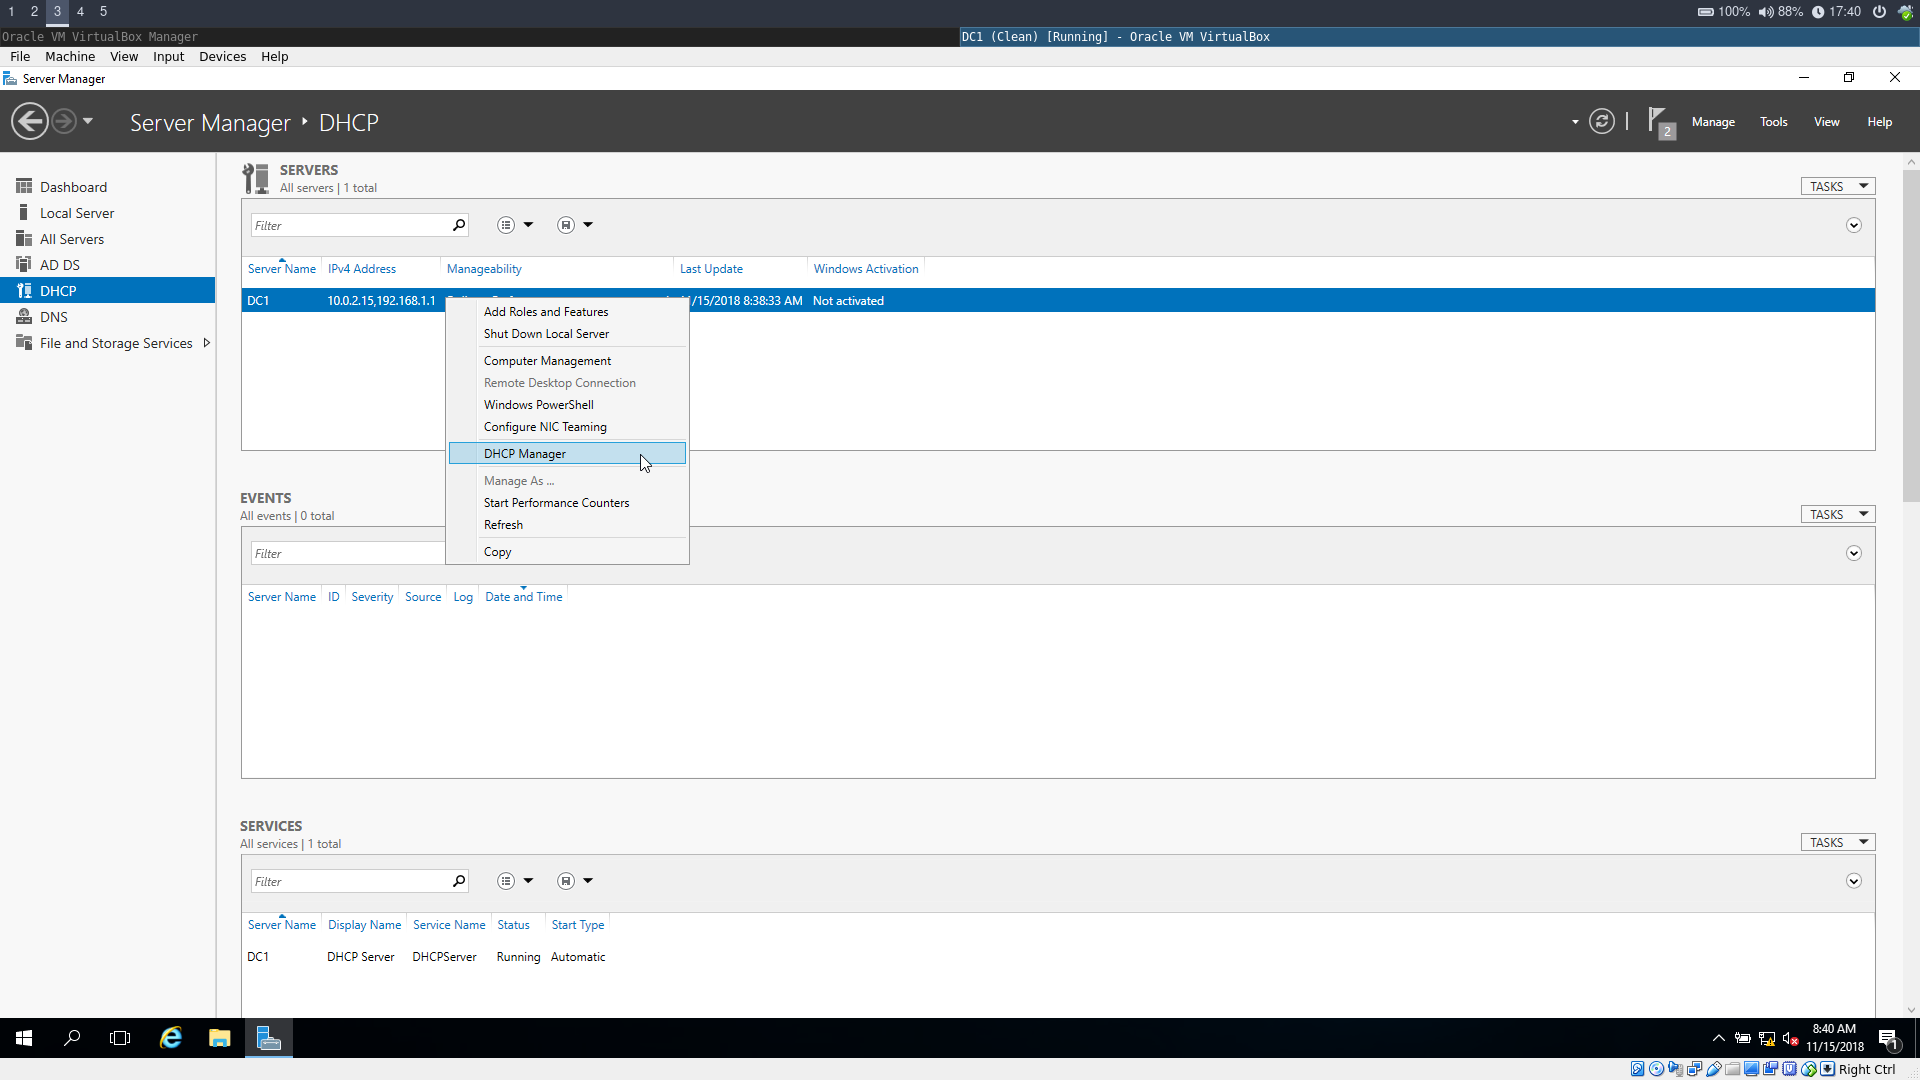 1 2 3 4 5
100% 88% 17:40
Oracle VM VirtualBox Manager
DC1 (Clean) [Running] - Oracle VM VirtualBox
File Machine View Input Devices Help
Server Manager
Server Manager DHCP
2
Manage Tools View Help
Dashboard
Local Server
All Servers
AD DS
DHCP
DNS
File and Storage Services
SERVERS
All servers | 1 total
TASKS
Filter
Server Name IPv4 Address Manageability Last Update Windows Activation
DC1 10.0.2.15,192.168.1.1 /15/2018 8:38:33 AM Not activated
Add Roles and Features
Shut Down Local Server
Computer Management
Remote Desktop Connection
Windows PowerShell
Configure NIC Teaming
DHCP Manager
Manage As ...
Start Performance Counters
Refresh
Copy
EVENTS
All events | 0 total
TASKS
Filter
Server Name ID Severity Source Log Date and Time
SERVICES
All services | 1 total
TASKS
Filter
Server Name Display Name Service Name Status Start Type
DC1 DHCP Server DHCPServer Running Automatic
8:40 AM
11/15/2018
1
Right Ctrl